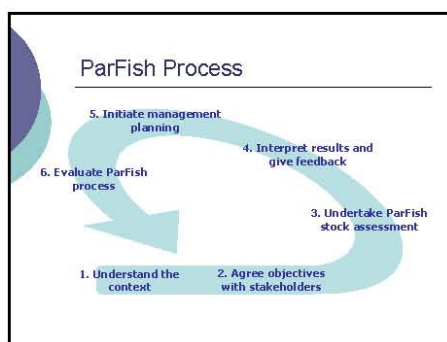 ParFish Process
5. Initiate management
planning
4. Interpret results and
give feedback
6. Evaluate ParFish
process
3. Undertake ParFish
stock assessment
1. Understand the
context
2. Agree objectives
with stakeholders